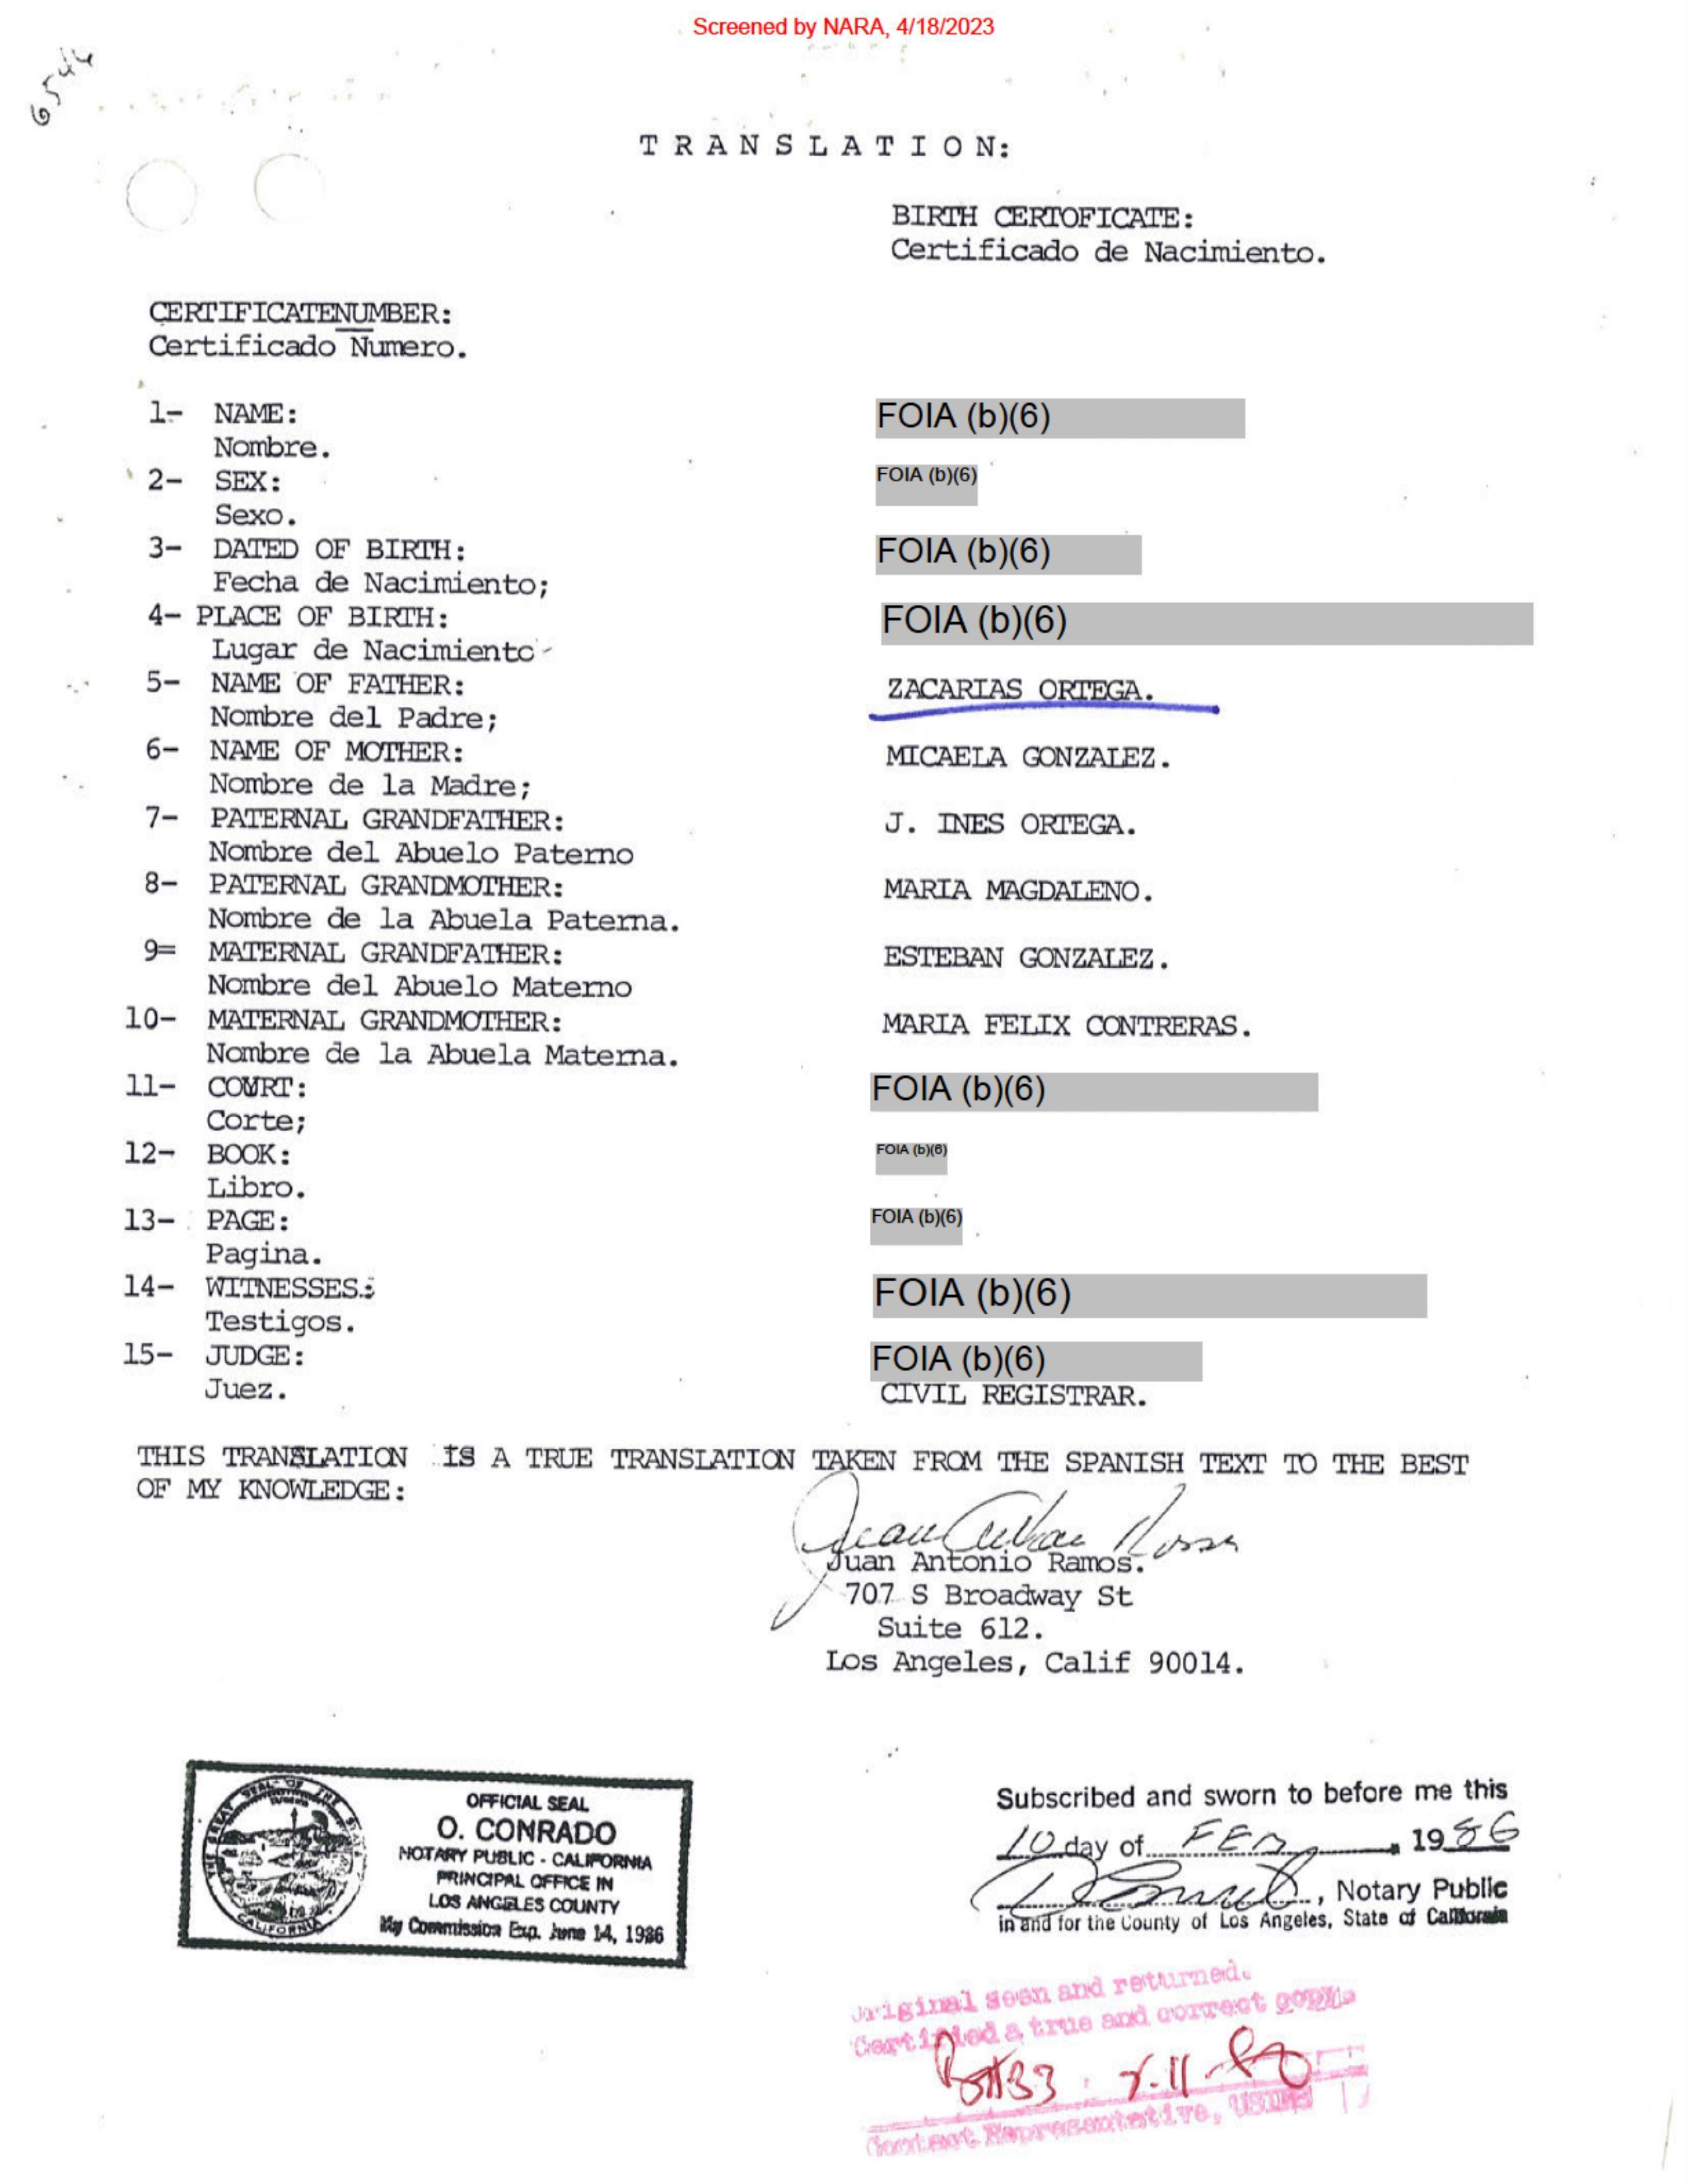 Screened by NARA, 4/18/2023
6544
TRANSLATION:
BIRTH CERTOFICATE:
Certificado de Nacimiento.
CERTIFICATENUMBER:
Certificado Numero.
1- NAME: FOIA (b)(6)
Nombre.
2- SEX: FOIA (b)(6)
Sexo.
3- DATED OF BIRTH: FOIA (b)(6)
Fecha de Nacimiento;
4- PLACE OF BIRTH: FOIA (b)(6)
Lugar de Nacimiento-
5- NAME OF FATHER: ZACARIAS ORTEGA.
Nombre del Padre;
6- NAME OF MOTHER: MICAELA GONZALEZ.
Nombre de la Madre;
7- PATERNAL GRANDFATHER: J. INES ORTEGA.
Nombre del Abuelo Paterno
8- PATERNAL GRANDMOTHER: MARIA MAGDALENO.
Nombre de la Abuela Paterna.
9= MATERNAL GRANDFATHER: ESTEBAN GONZALEZ.
Nombre del Abuelo Materno
10- MATERNAL GRANDMOTHER: MARIA FELIX CONTRERAS.
Nombre de la Abuela Materna.
11- COURT: FOIA (b)(6)
Corte;
12- BOOK: FOIA (b)(6)
Libro.
13- PAGE: FOIA (b)(6)
Pagina.
14- WITNESSES: FOIA (b)(6)
Testigos.
15- JUDGE: FOIA (b)(6)
Juez. CIVIL REGISTRAR.
THIS TRANSLATION IS A TRUE TRANSLATION TAKEN FROM THE SPANISH TEXT TO THE BEST
OF MY KNOWLEDGE:
Juan Antonio Ramos.
707 S Broadway St
Suite 612.
Los Angeles, Calif 90014.
THE GREAT SEAL OF THE STATE
CALIFORNIA
OFFICIAL SEAL
O. CONRADO
NOTARY PUBLIC - CALIFORNIA
PRINCIPAL OFFICE IN
LOS ANGELES COUNTY
My Commission Exp. June 14, 1986
Subscribed and sworn to before me this
10 day of FEB, 1986
, Notary Public
in and for the County of Los Angeles, State of California
Original seen and returned.
Certified a true and correct copy.
Contact Representative,